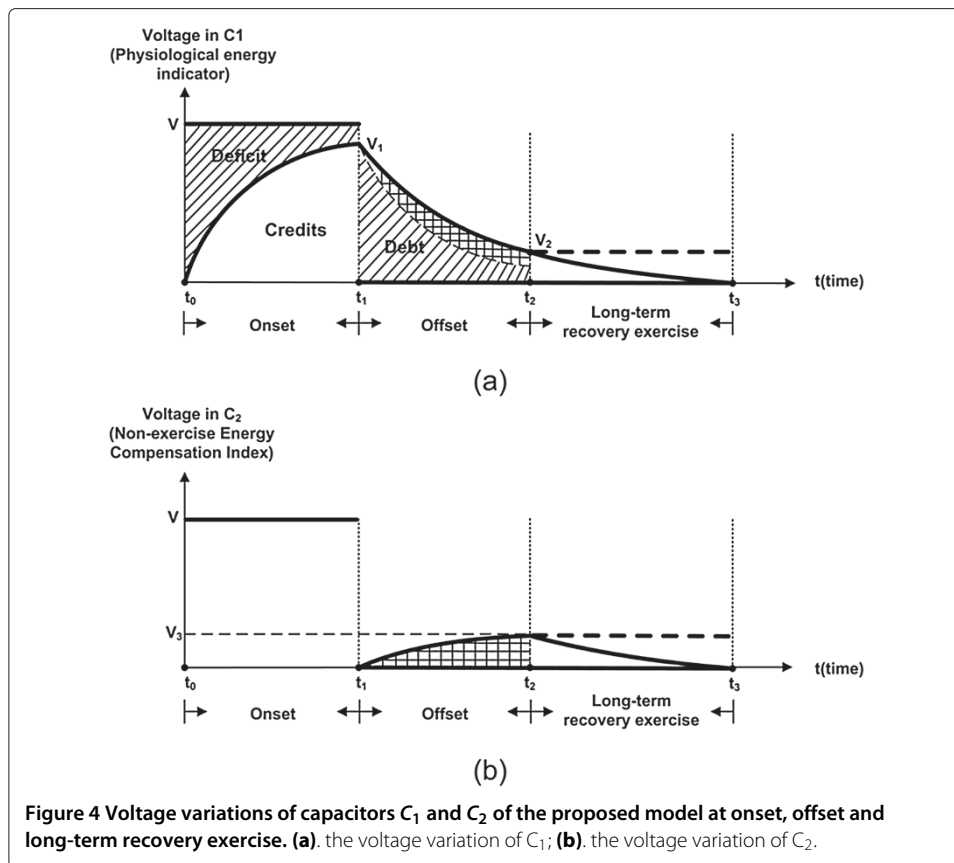 Voltage in C1
(Physiological energy
indicator)
V
Deficit
V₁
Credits
Debt
V₂
t(time)
t₀
t₁
t₂
t₃
Onset
Offset
Long-term
recovery exercise
(a)
Voltage in C₂
(Non-exercise Energy
Compensation Index)
V
V₃
t(time)
t₀
t₁
t₂
t₃
Onset
Offset
Long-term
recovery exercise
(b)
Figure 4 Voltage variations of capacitors C₁ and C₂ of the proposed model at onset, offset and
long-term recovery exercise. (a). the voltage variation of C₁; (b). the voltage variation of C₂.